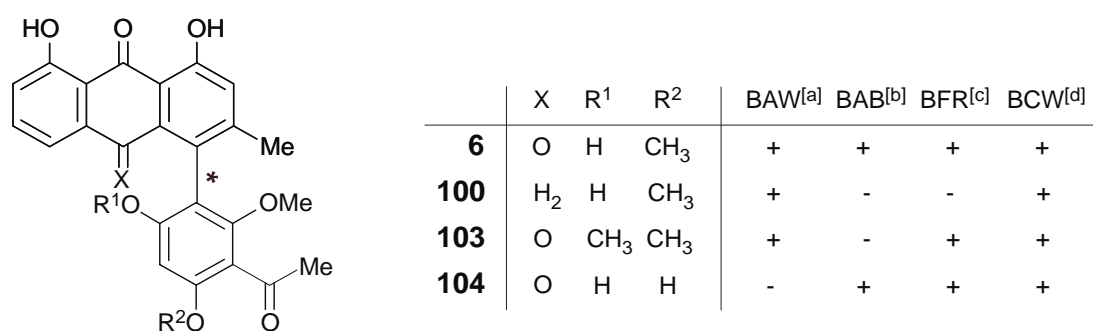 HO O OH
Me
X *
R¹O OMe
Me
R²O O
X R¹ R² BAW[a] BAB[b] BFR[c] BCW[d]
6 O H CH₃ + + + +
100 H₂ H CH₃ + - - +
103 O CH₃ CH₃ + - + +
104 O H H - + + +